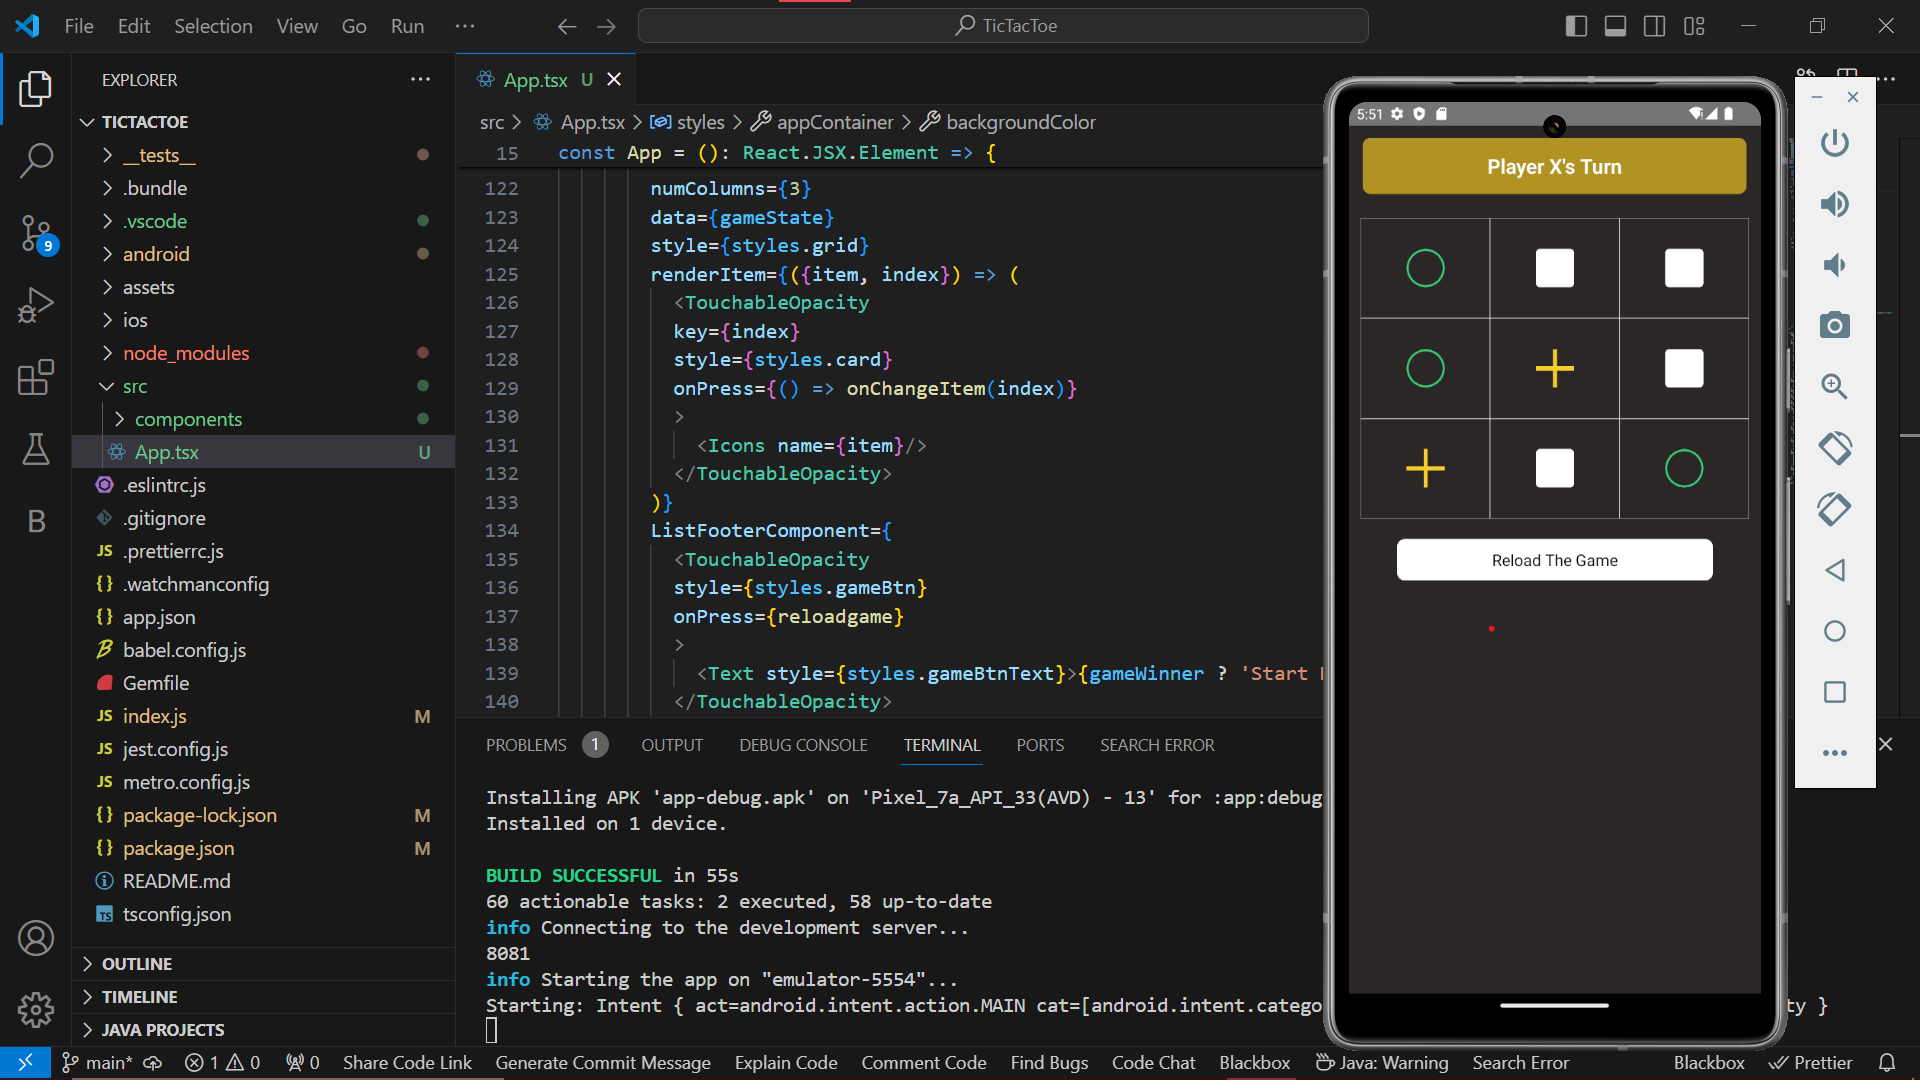 File Edit Selection View Go Run ··· TicTacToe
EXPLORER
TICTACTOE
__tests__
.bundle
.vscode
android
assets
ios
node_modules
src
components
App.tsx U
.eslintrc.js
.gitignore
.prettierrc.js
.watchmanconfig
app.json
babel.config.js
Gemfile
index.js M
jest.config.js
metro.config.js
package-lock.json M
package.json M
README.md
tsconfig.json
OUTLINE
TIMELINE
JAVA PROJECTS
9
B
App.tsx U
src > App.tsx > styles > appContainer > backgroundColor
15 const App = (): React.JSX.Element => {
122 numColumns={3}
123 data={gameState}
124 style={styles.grid}
125 renderItem={({item, index}) => (
126 <TouchableOpacity
127 key={index}
128 style={styles.card}
129 onPress={() => onChangeItem(index)}
130 >
131 <Icons name={item}/>
132 </TouchableOpacity>
133 )}
134 ListFooterComponent={
135 <TouchableOpacity
136 style={styles.gameBtn}
137 onPress={reloadgame}
138 >
139 <Text style={styles.gameBtnText}>{gameWinner ? 'Start
140 </TouchableOpacity>
PROBLEMS 1 OUTPUT DEBUG CONSOLE TERMINAL PORTS SEARCH ERROR
Installing APK 'app-debug.apk' on 'Pixel_7a_API_33(AVD) - 13' for :app:debug
Installed on 1 device.
BUILD SUCCESSFUL in 55s
60 actionable tasks: 2 executed, 58 up-to-date
info Connecting to the development server...
8081
info Starting the app on "emulator-5554"...
Starting: Intent { act=android.intent.action.MAIN cat=[android.intent.catego
ty }
5:51
Player X's Turn
Reload The Game
main* 1 0 0 Share Code Link Generate Commit Message Explain Code Comment Code Find Bugs Code Chat Blackbox Java: Warning Search Error Blackbox Prettier